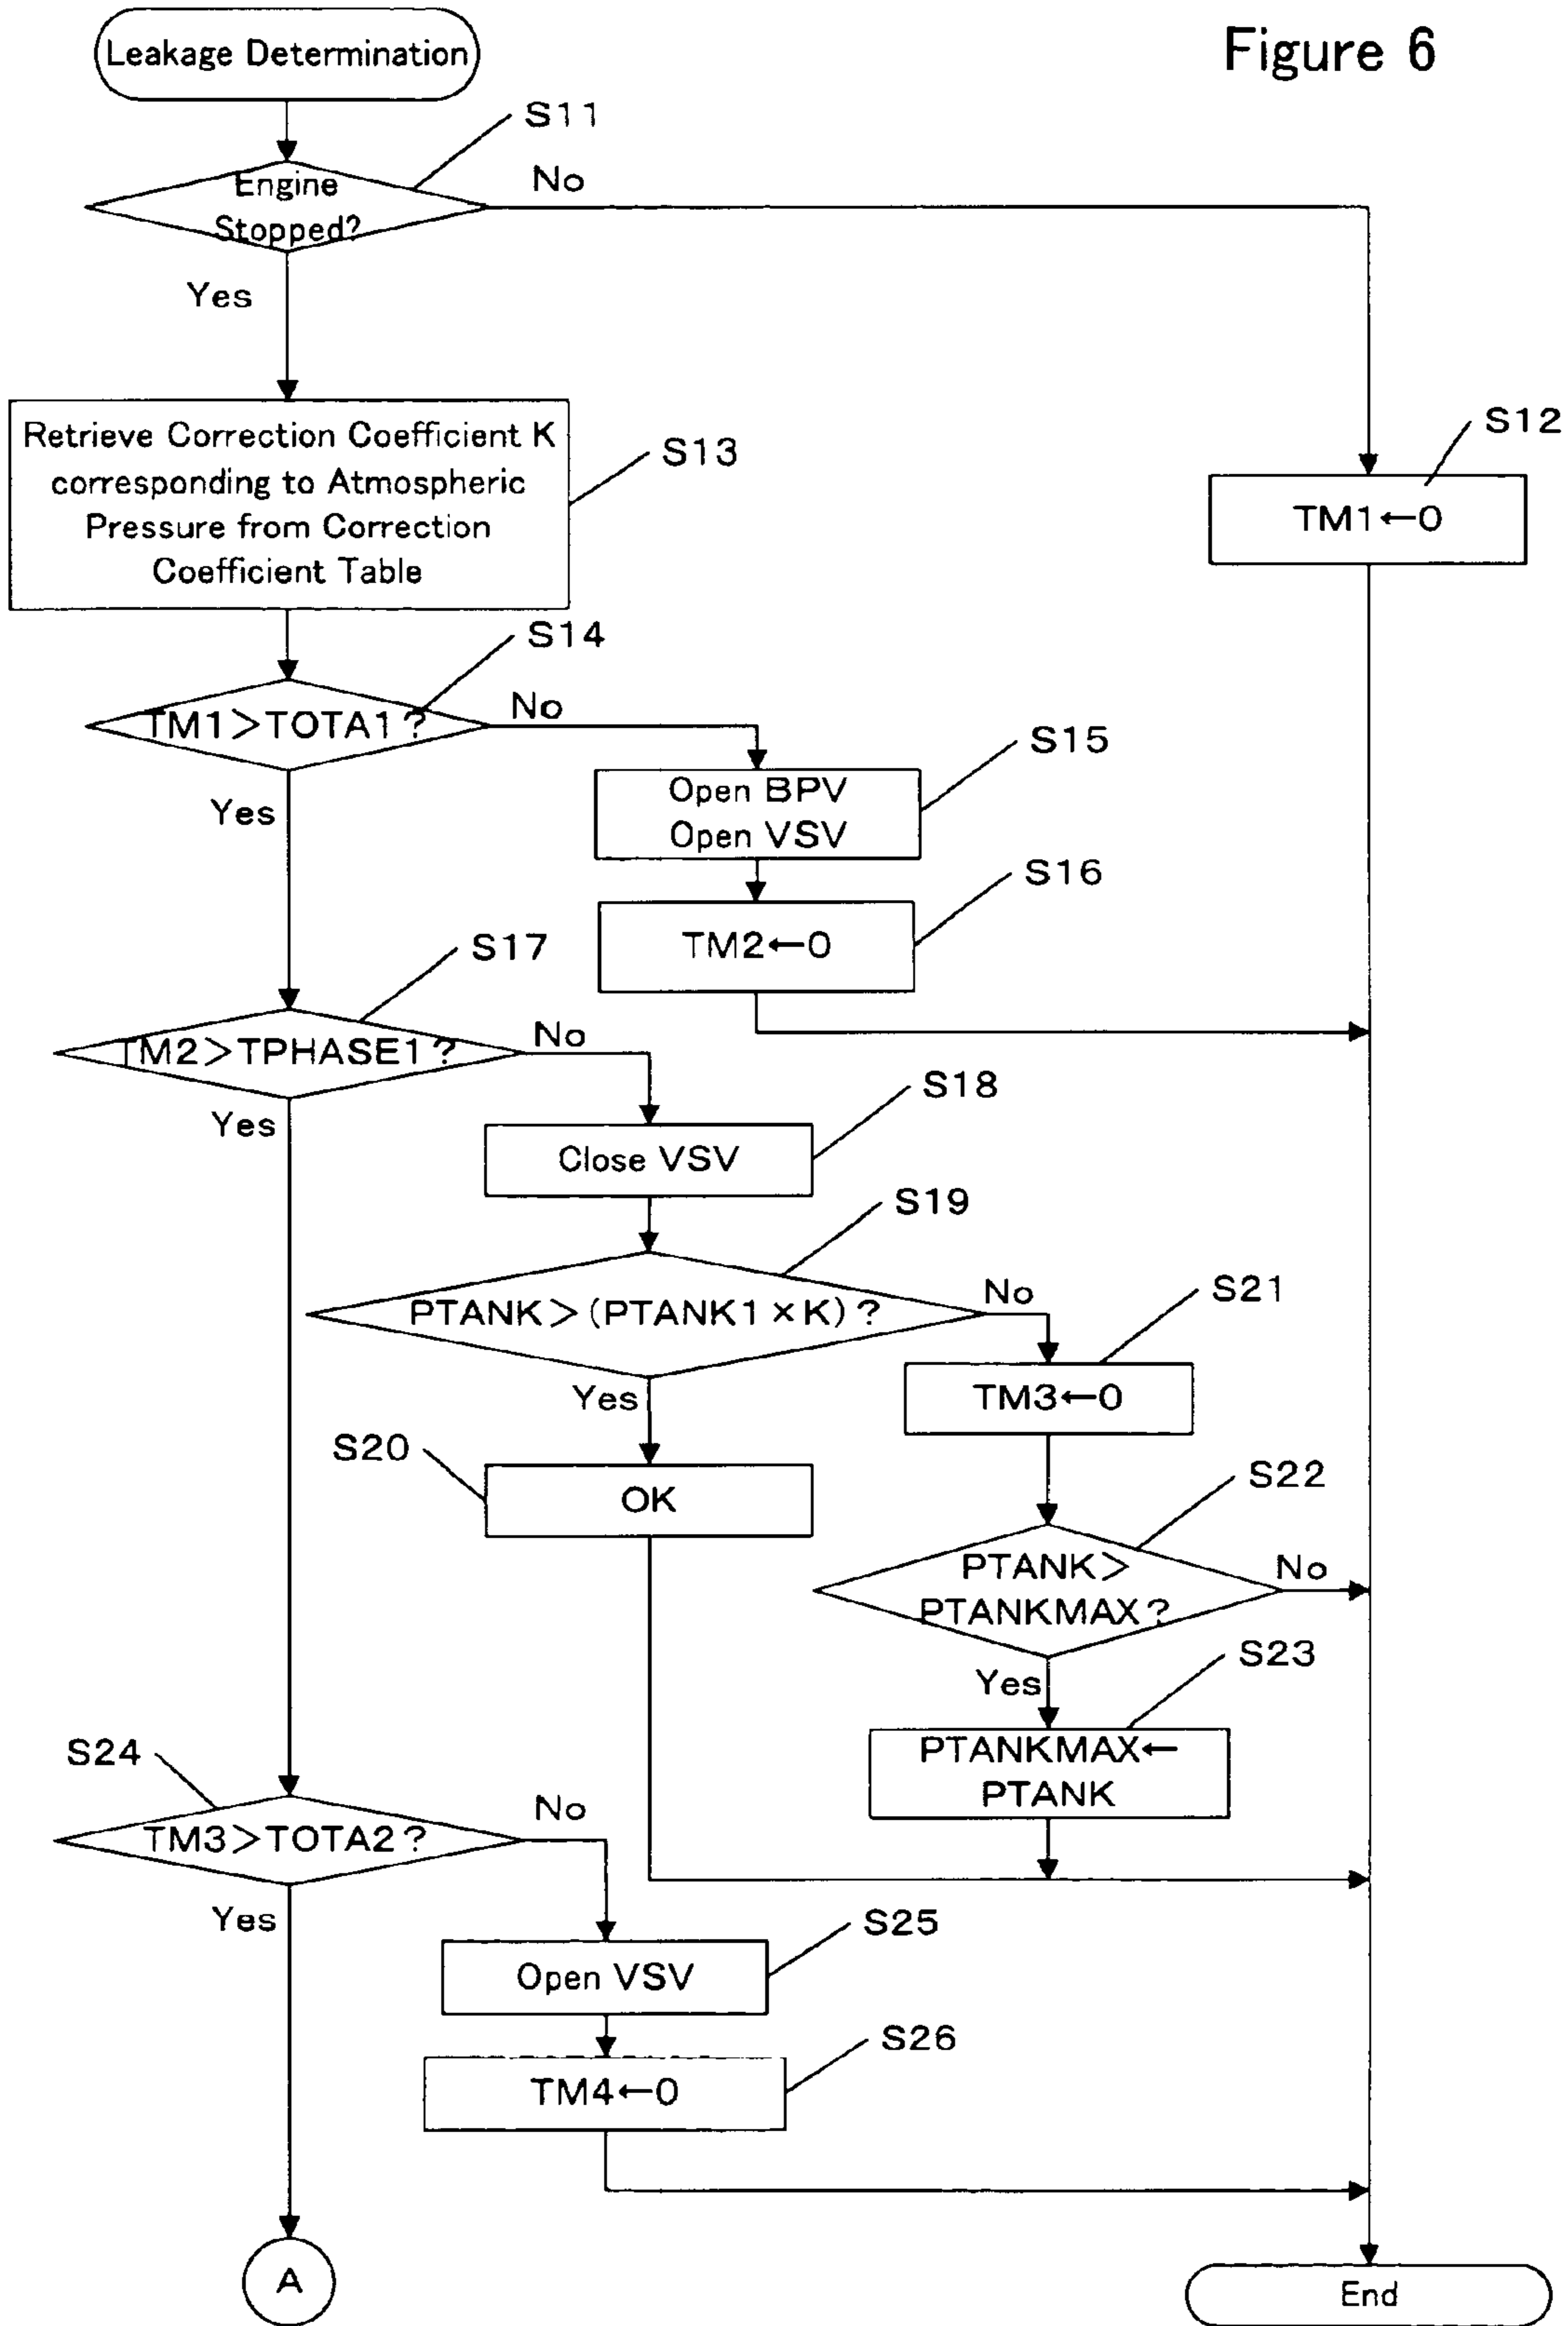 Figure 6
Leakage Determination
S11
Engine
Stopped?
No
Yes
S12
TM1←0
Retrieve Correction Coefficient K
corresponding to Atmospheric
Pressure from Correction
Coefficient Table
S13
S14
TM1>TOTA1?
No
Yes
S15
Open BPV
Open VSV
S16
TM2←0
S17
TM2>TPHASE1?
No
Yes
S18
Close VSV
S19
PTANK>(PTANK1×K)?
No
Yes
S21
TM3←0
S20
OK
S22
PTANK>
PTANKMAX?
No
Yes
S23
PTANKMAX←
PTANK
S24
TM3>TOTA2?
No
Yes
S25
Open VSV
S26
TM4←0
A
End